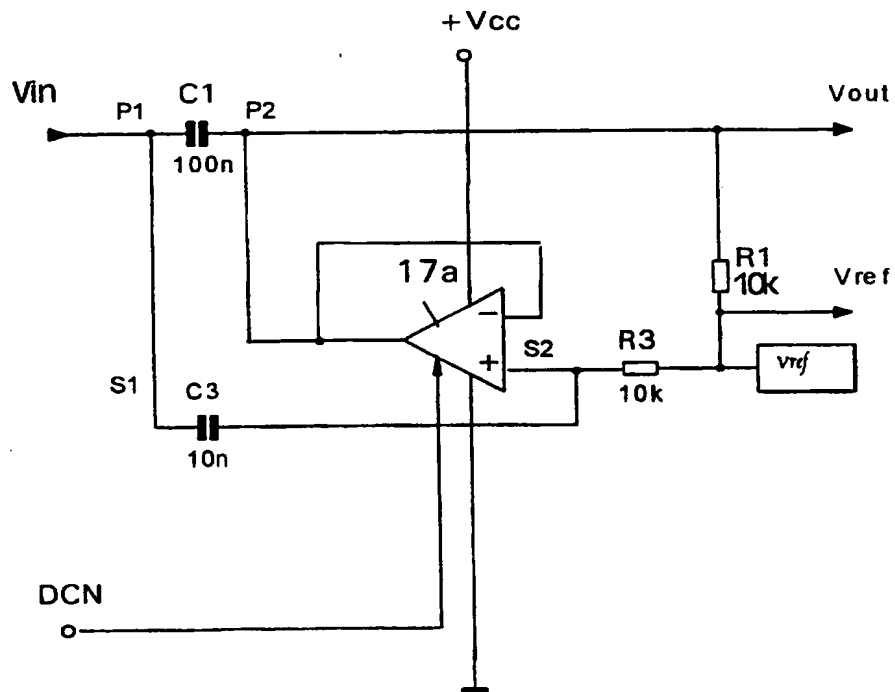 +Vcc
Vin
P1
C1
P2
Vout
100n
17a
R1
10k
Vref
−
+
S2
R3
vref
10k
S1
C3
10n
DCN